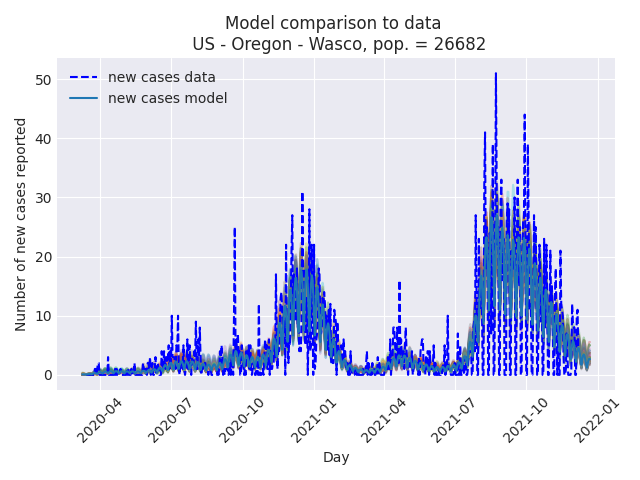 Model comparison to data
US - Oregon - Wasco, pop. = 26682
new cases data
new cases model
Number of new cases reported
50
40
30
20
10
0
2020-04
2020-07
2020-10
2021-01
2021-04
2021-07
2021-10
2022-01
Day